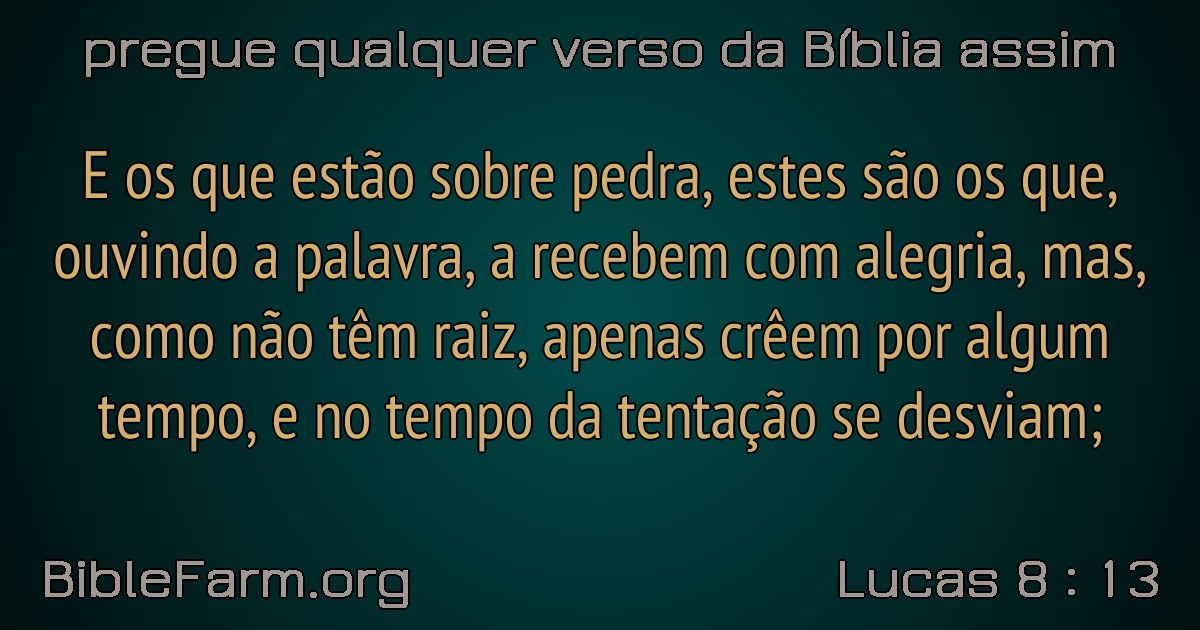 pregue qualquer verso da Bíblia assim
E os que estão sobre pedra, estes são os que,
ouvindo a palavra, a recebem com alegria, mas,
como não têm raiz, apenas crêem por algum
tempo, e no tempo da tentação se desviam;
BibleFarm.org
Lucas 8 : 13